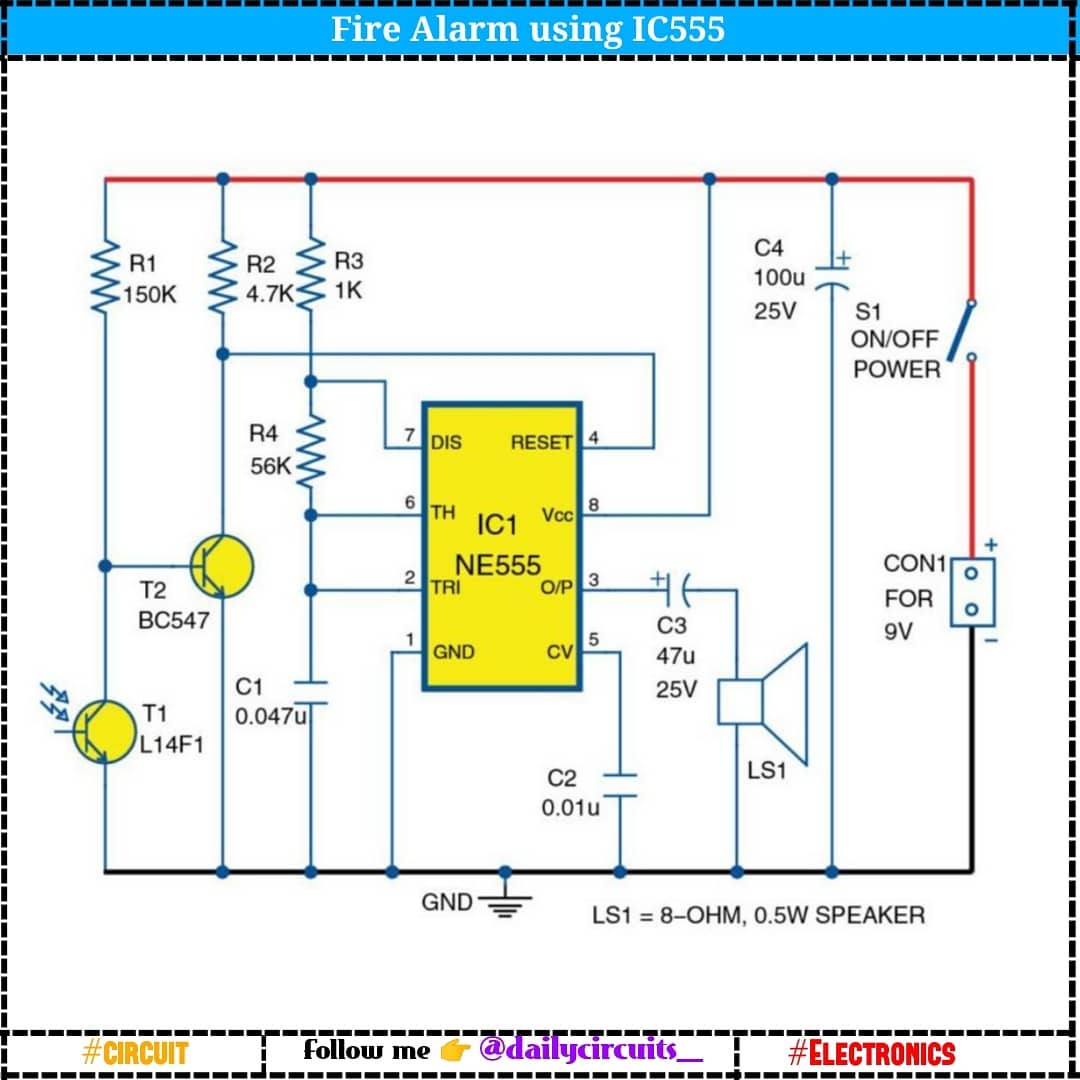 Fire Alarm using IC555
R1
150K
R2
4.7K
R3
1K
C4
100u
25V
+
S1
ON/OFF
POWER
R4
56K
7
DIS
RESET
4
6
TH
Vcc
8
IC1
NE555
2
TRI
O/P
3
1
GND
CV
5
+
C3
47u
25V
CON1
FOR
9V
+
−
T2
BC547
C1
0.047u
T1
L14F1
C2
0.01u
LS1
GND
LS1 = 8–OHM, 0.5W SPEAKER
#CIRCUIT
follow me 👉 @dailycircuits__
#ELECTRONICS